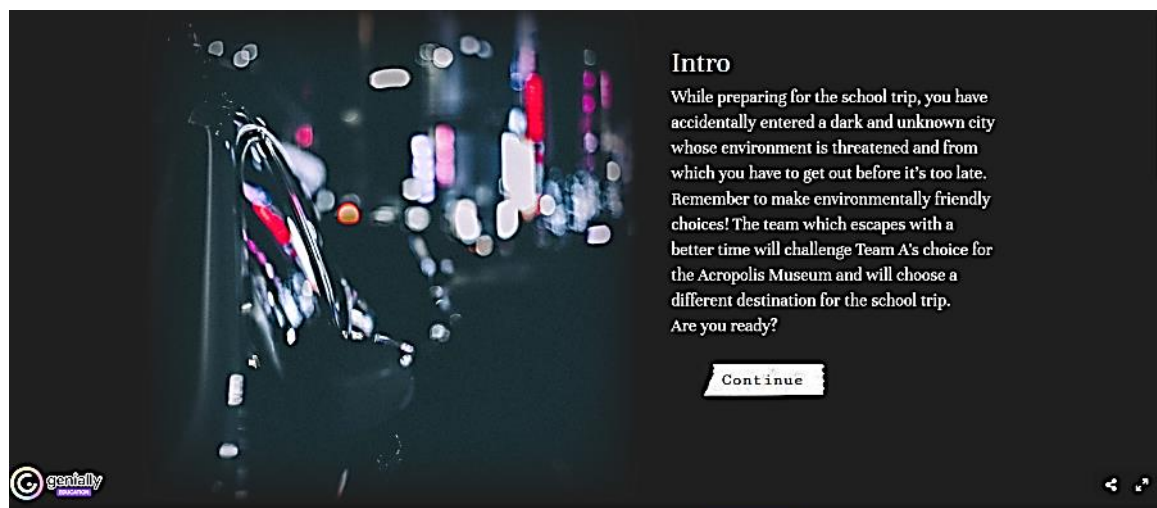 Intro
While preparing for the school trip, you have
accidentally entered a dark and unknown city
whose environment is threatened and from
which you have to get out before it's too late.
Remember to make environmentally friendly
choices! The team which escapes with a
better time will challenge Team A's choice for
the Acropolis Museum and will choose a
different destination for the school trip.
Are you ready?
Continue
genially
EDUCATION